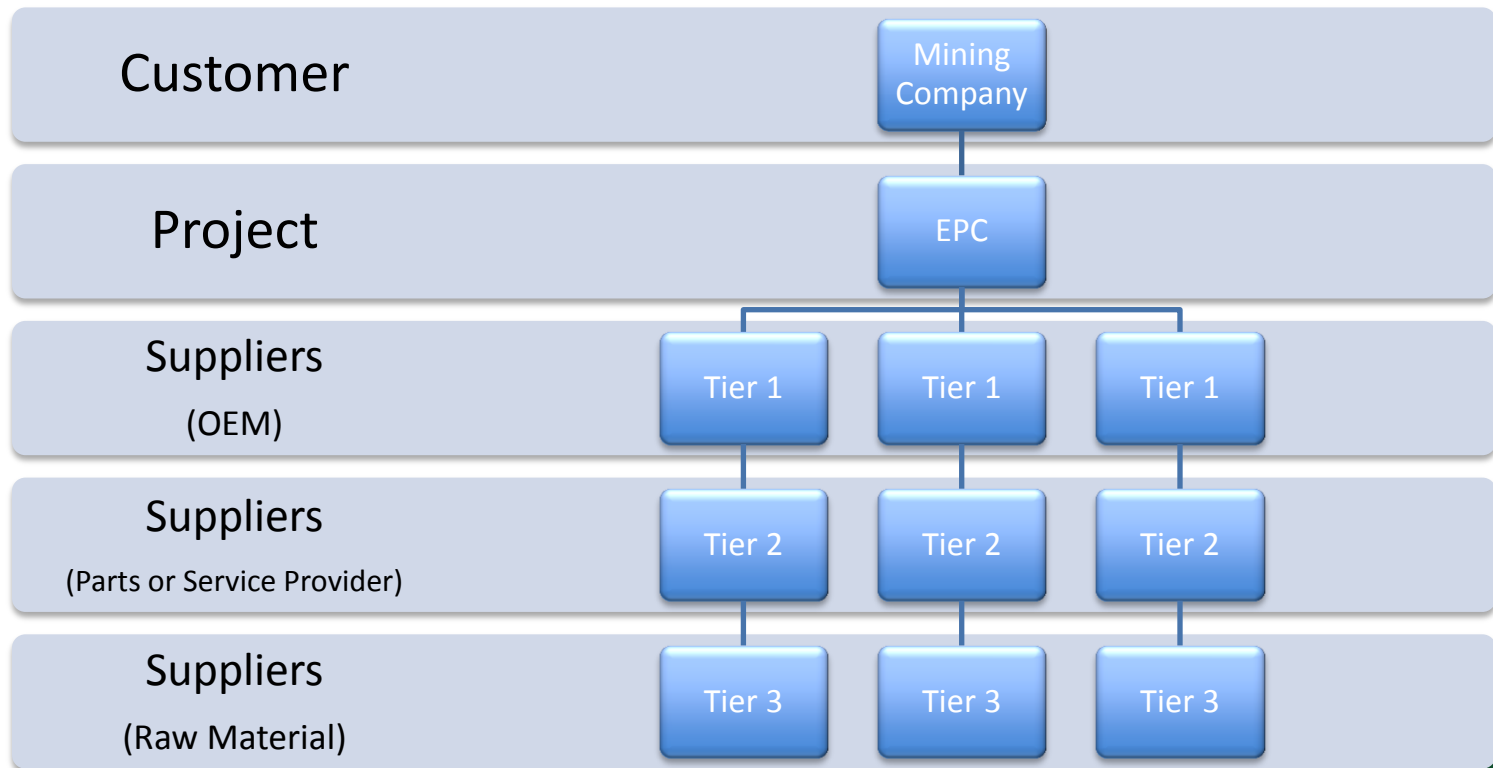 Customer
Mining
Company
Project
EPC
Suppliers
(OEM)
Tier 1
Tier 1
Tier 1
Suppliers
(Parts or Service Provider)
Tier 2
Tier 2
Tier 2
Suppliers
(Raw Material)
Tier 3
Tier 3
Tier 3